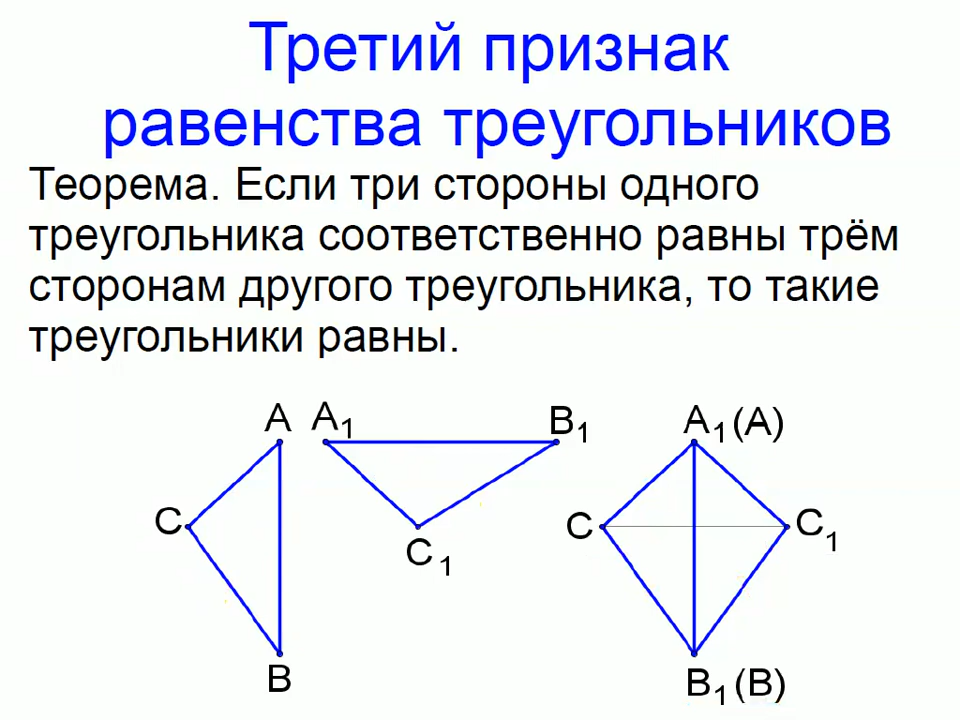 Третий признак
равенства треугольников
Теорема. Если три стороны одного
треугольника соответственно равны трём
сторонам другого треугольника, то такие
треугольники равны.
A A1 B1 A1(A)
C C1 C C1
B B1(B)